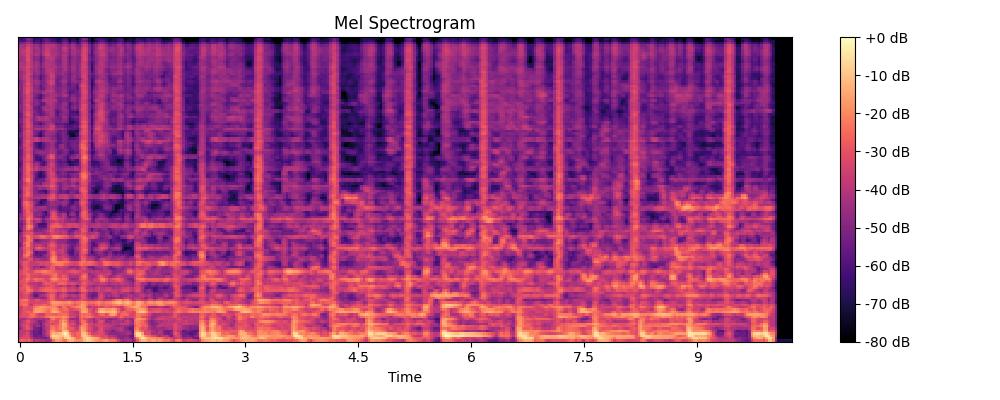 Mel Spectrogram
+0 dB
-10 dB
-20 dB
-30 dB
-40 dB
-50 dB
-60 dB
-70 dB
-80 dB
0 1.5 3 4.5 6 7.5 9
Time